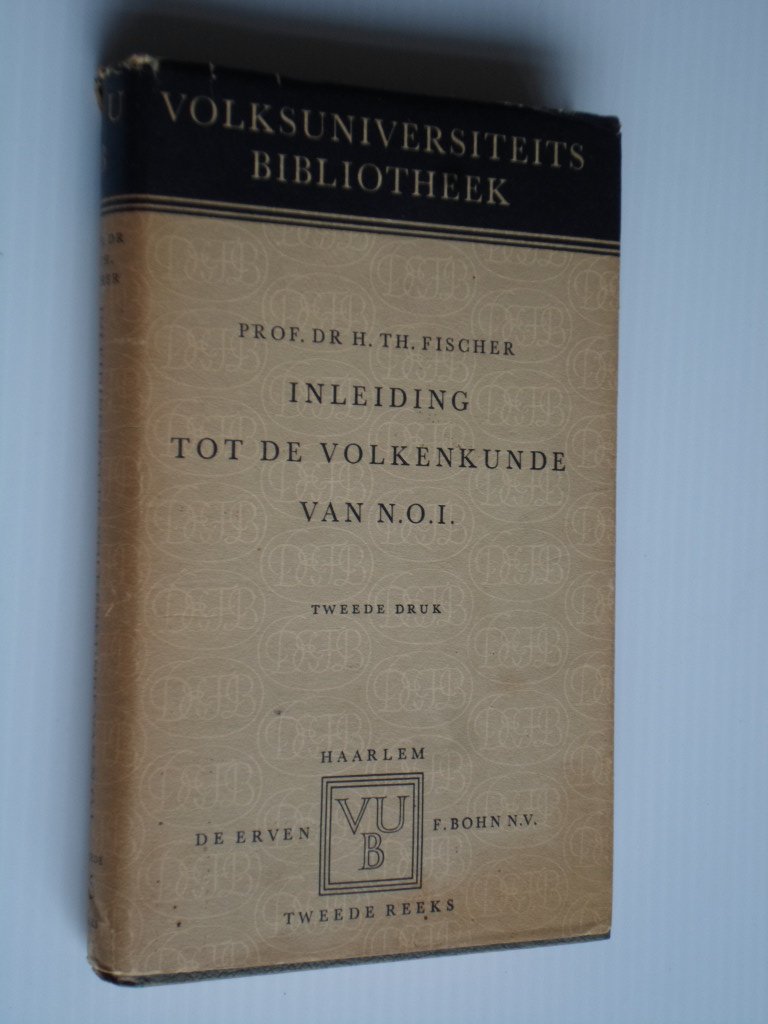 VOLKSUNIVERSITEITS
BIBLIOTHEEK
PROF. DR H. TH. FISCHER
INLEIDING
TOT DE VOLKENKUNDE
VAN N.O.I.
TWEEDE DRUK
HAARLEM
DE ERVEN
VU
B
F. BOHN N.V.
TWEEDE REEKS
U
B
DR